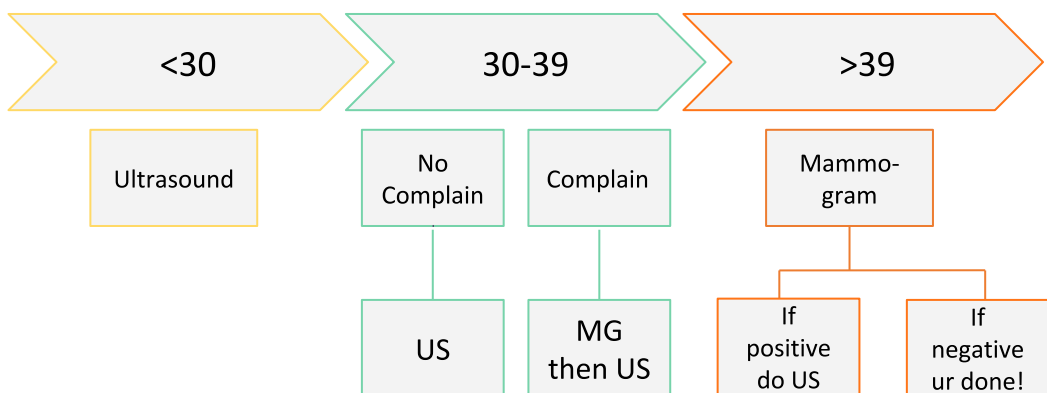 <30
30-39
>39
Ultrasound
No
Complain
Complain
Mammo-
gram
US
MG
then US
If
positive
do US
If
negative
ur done!